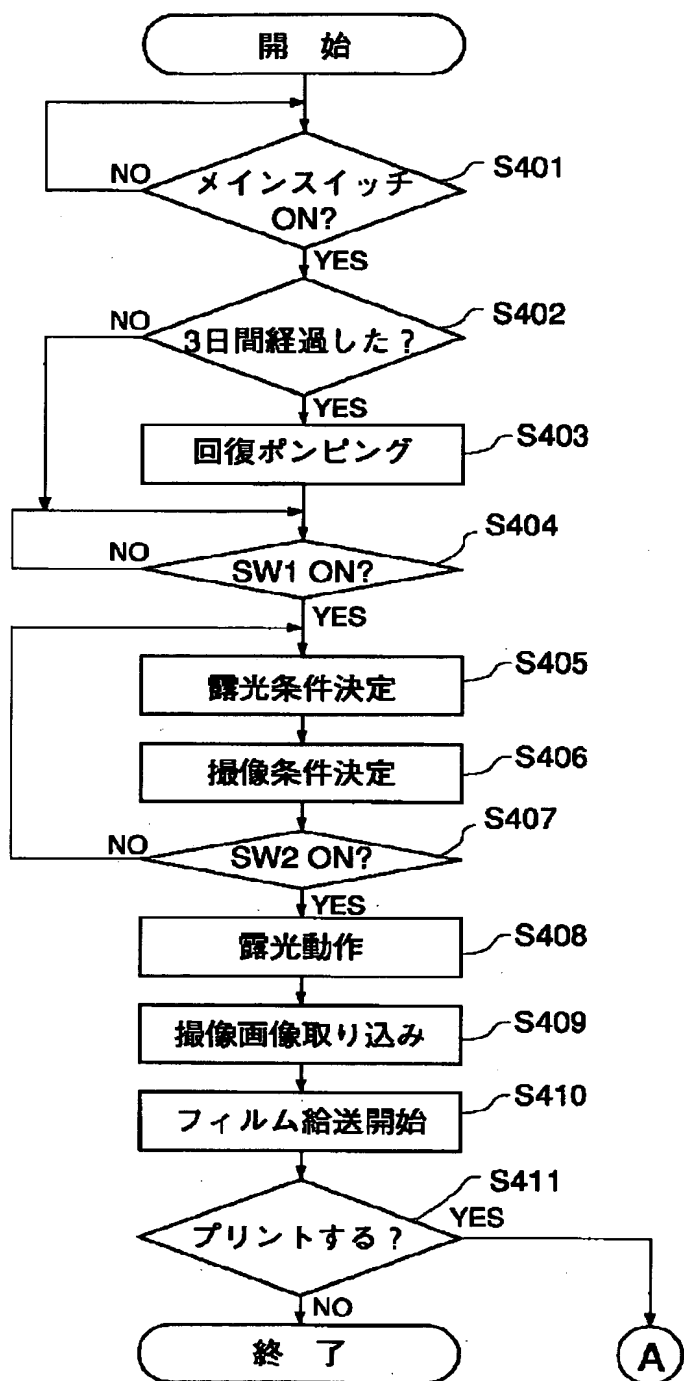 開 始
NO
メインスイッチ
ON?
S401
YES
NO
3日間経過した?
S402
YES
回復ポンピング
S403
NO
SW1 ON?
S404
YES
露光条件決定
S405
撮像条件決定
S406
NO
SW2 ON?
S407
YES
露光動作
S408
撮像画像取り込み
S409
フィルム給送開始
S410
プリントする?
S411
YES
NO
終 了
A